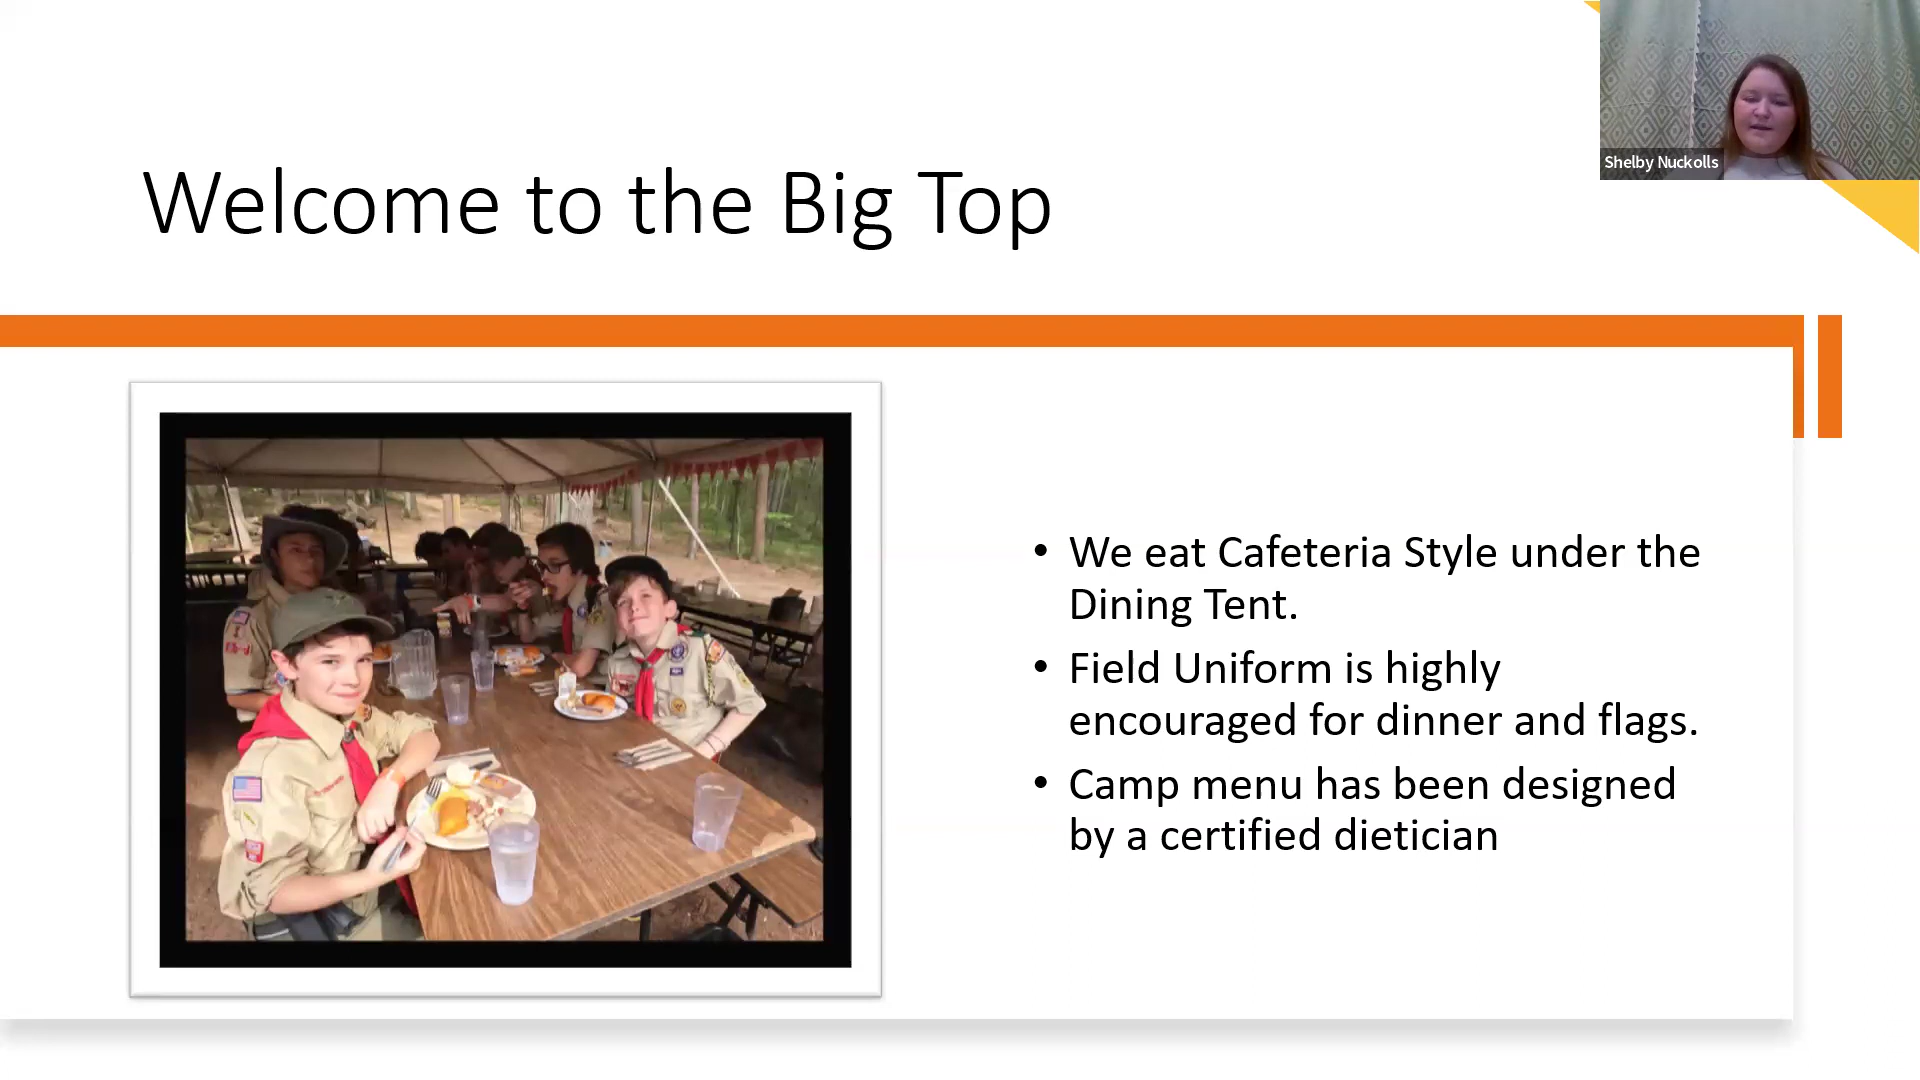 Shelby Nuckolls
Welcome to the Big Top
• We eat Cafeteria Style under the
Dining Tent.
• Field Uniform is highly
encouraged for dinner and flags.
• Camp menu has been designed
by a certified dietician